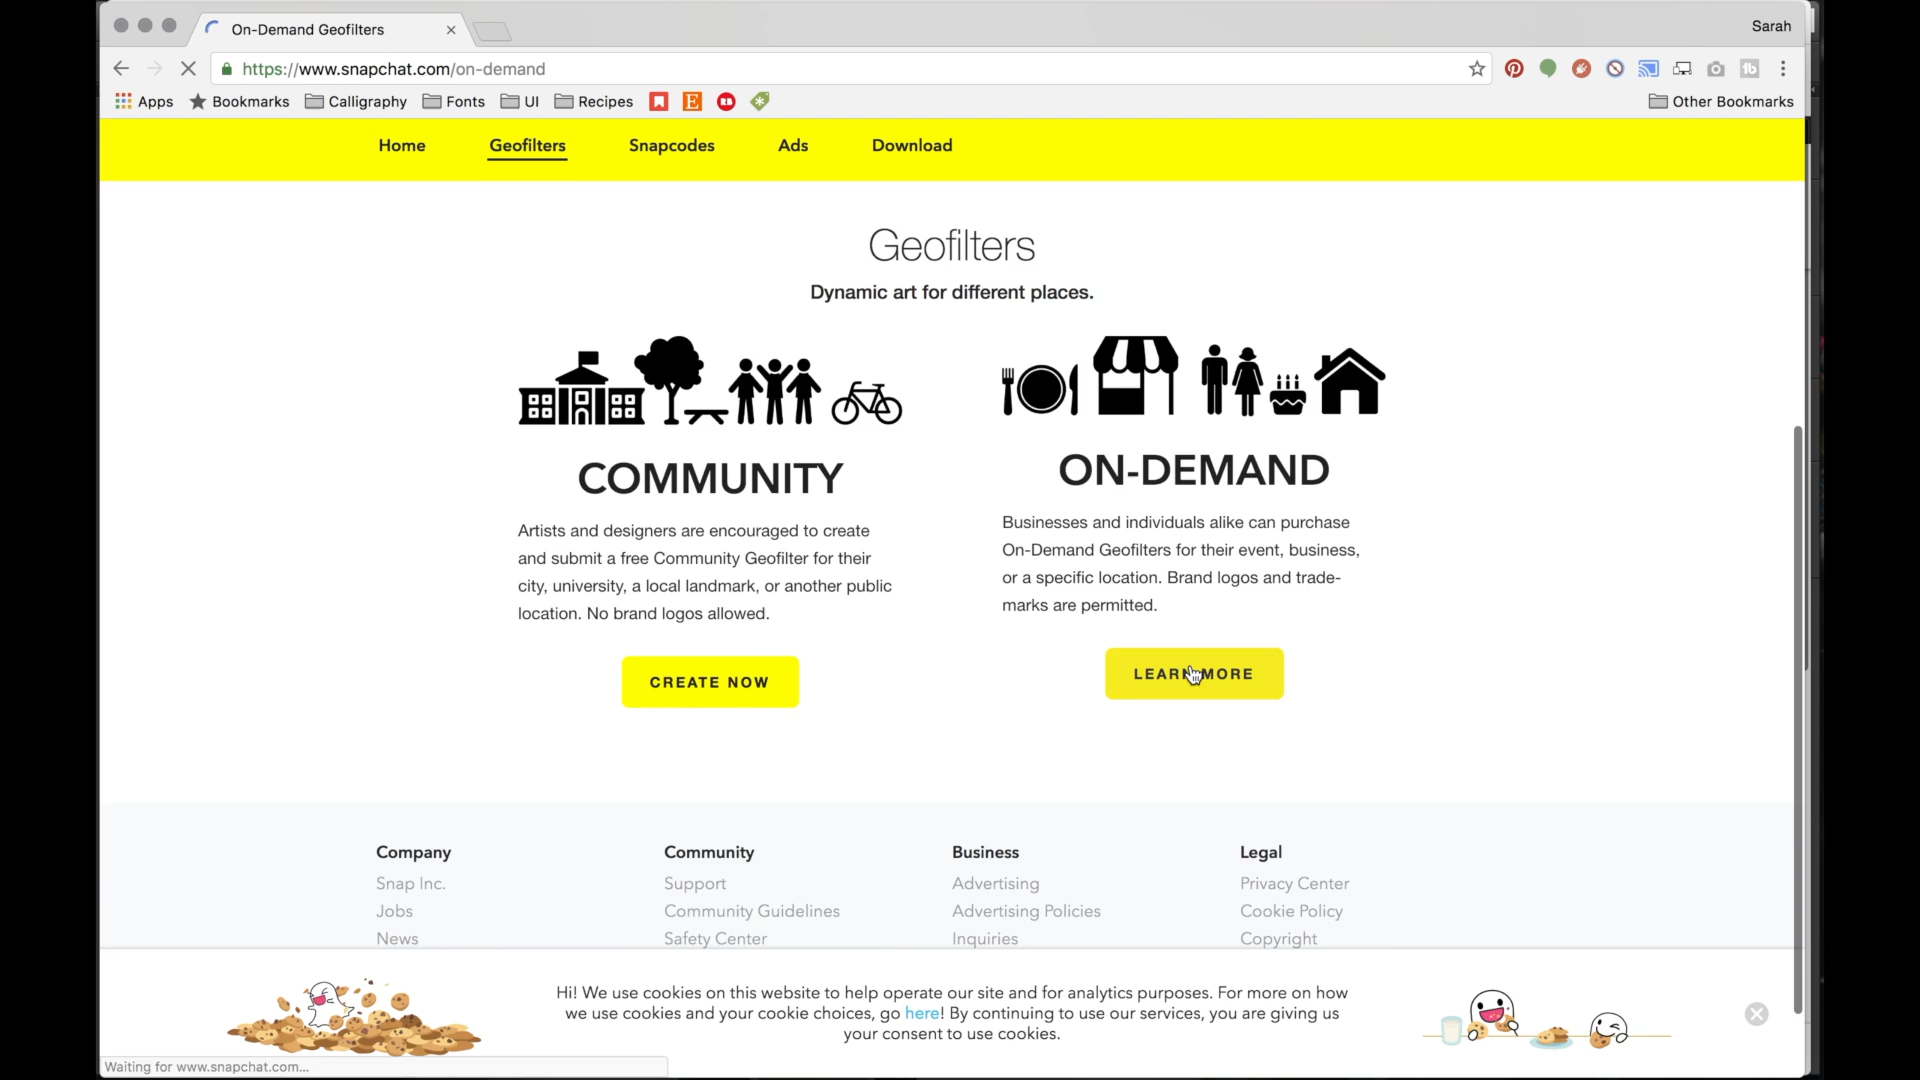 On-Demand Geofilters
Sarah
https://www.snapchat.com/on-demand
Apps Bookmarks Calligraphy Fonts UI Recipes Other Bookmarks
Home Geofilters Snapcodes Ads Download
Geofilters
Dynamic art for different places.
COMMUNITY
Artists and designers are encouraged to create
and submit a free Community Geofilter for their
city, university, a local landmark, or another public
location. No brand logos allowed.
CREATE NOW
ON-DEMAND
Businesses and individuals alike can purchase
On-Demand Geofilters for their event, business,
or a specific location. Brand logos and trade-
marks are permitted.
LEARN MORE
Company
Snap Inc.
Jobs
News
Community
Support
Community Guidelines
Safety Center
Business
Advertising
Advertising Policies
Inquiries
Legal
Privacy Center
Cookie Policy
Copyright
Hi! We use cookies on this website to help operate our site and for analytics purposes. For more on how
we use cookies and your cookie choices, go here! By continuing to use our services, you are giving us
your consent to use cookies.
Waiting for www.snapchat.com...